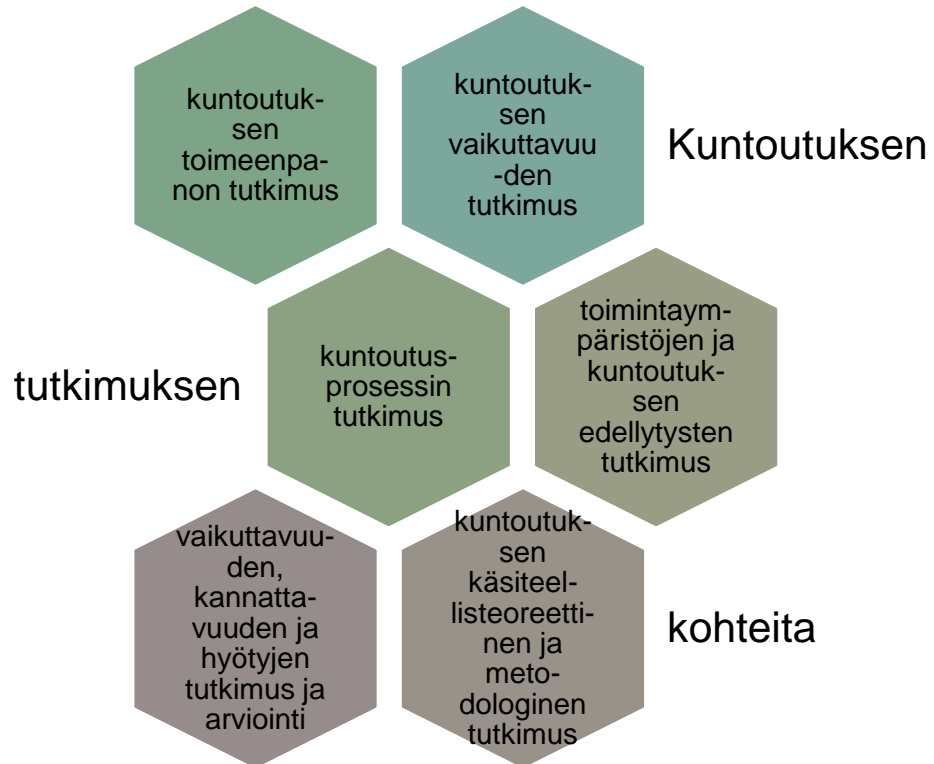 kuntoutuk-
sen
toimeenpa-
non tutkimus
kuntoutuk-
sen
vaikuttavuu
-den
tutkimus
Kuntoutuksen
tutkimuksen
kuntoutus-
prosessin
tutkimus
toimintaym-
päristöjen ja
kuntoutuk-
sen
edellytysten
tutkimus
vaikuttavuu-
den,
kannatta-
vuuden ja
hyötyjen
tutkimus ja
arviointi
kuntoutuk-
sen
käsiteel-
listeoreetti-
nen ja
meto-
dologinen
tutkimus
kohteita